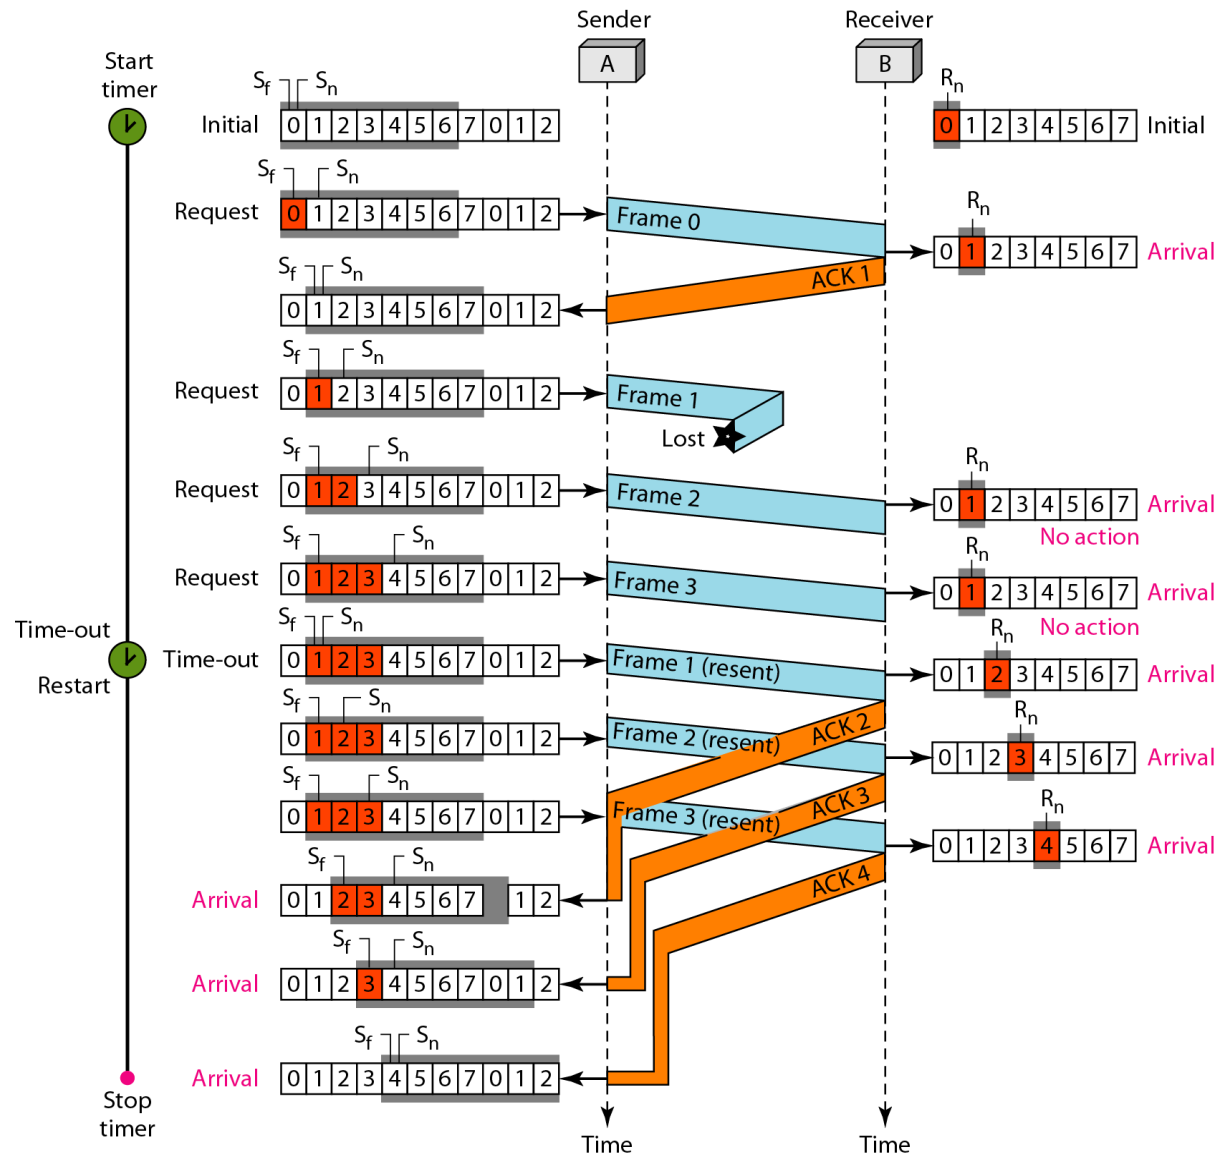 Sender Receiver
Start timer
A B
Sf Sn
Rn
Initial 0 1 2 3 4 5 6 7 0 1 2
0 1 2 3 4 5 6 7 Initial
Sf Sn
Request 0 1 2 3 4 5 6 7 0 1 2 Frame 0
Rn
0 1 2 3 4 5 6 7 Arrival
Sf Sn
ACK 1
0 1 2 3 4 5 6 7 0 1 2
Sf Sn
Request 0 1 2 3 4 5 6 7 0 1 2 Frame 1
Lost
Sf Sn
Request 0 1 2 3 4 5 6 7 0 1 2 Frame 2
Rn
0 1 2 3 4 5 6 7 Arrival
No action
Sf Sn
Request 0 1 2 3 4 5 6 7 0 1 2 Frame 3
Rn
0 1 2 3 4 5 6 7 Arrival
No action
Time-out
Restart
Sf Sn
Time-out 0 1 2 3 4 5 6 7 0 1 2 Frame 1 (resent)
Rn
0 1 2 3 4 5 6 7 Arrival
Sf Sn
ACK 2
0 1 2 3 4 5 6 7 0 1 2 Frame 2 (resent)
Rn
0 1 2 3 4 5 6 7 Arrival
Sf Sn
ACK 3
0 1 2 3 4 5 6 7 0 1 2 Frame 3 (resent)
Rn
0 1 2 3 4 5 6 7 Arrival
Sf Sn
ACK 4
Arrival 0 1 2 3 4 5 6 7 1 2
Sf Sn
Arrival 0 1 2 3 4 5 6 7 0 1 2
Sf Sn
Arrival 0 1 2 3 4 5 6 7 0 1 2
Stop timer
Time Time